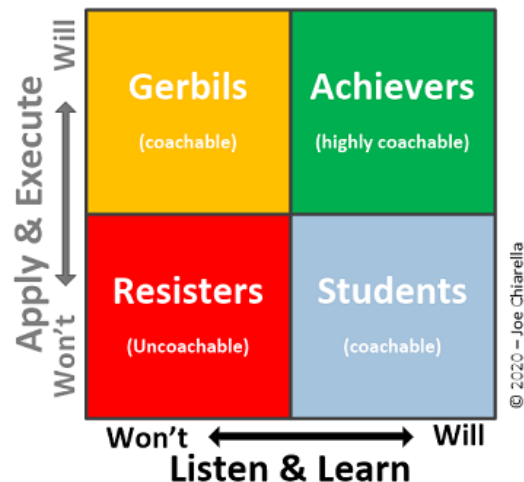 Apply & Execute
Will
Won't
Gerbils
(coachable)
Achievers
(highly coachable)
Resisters
(Uncoachable)
Students
(coachable)
Won't
Will
Listen & Learn
© 2020 – Joe Chiarella